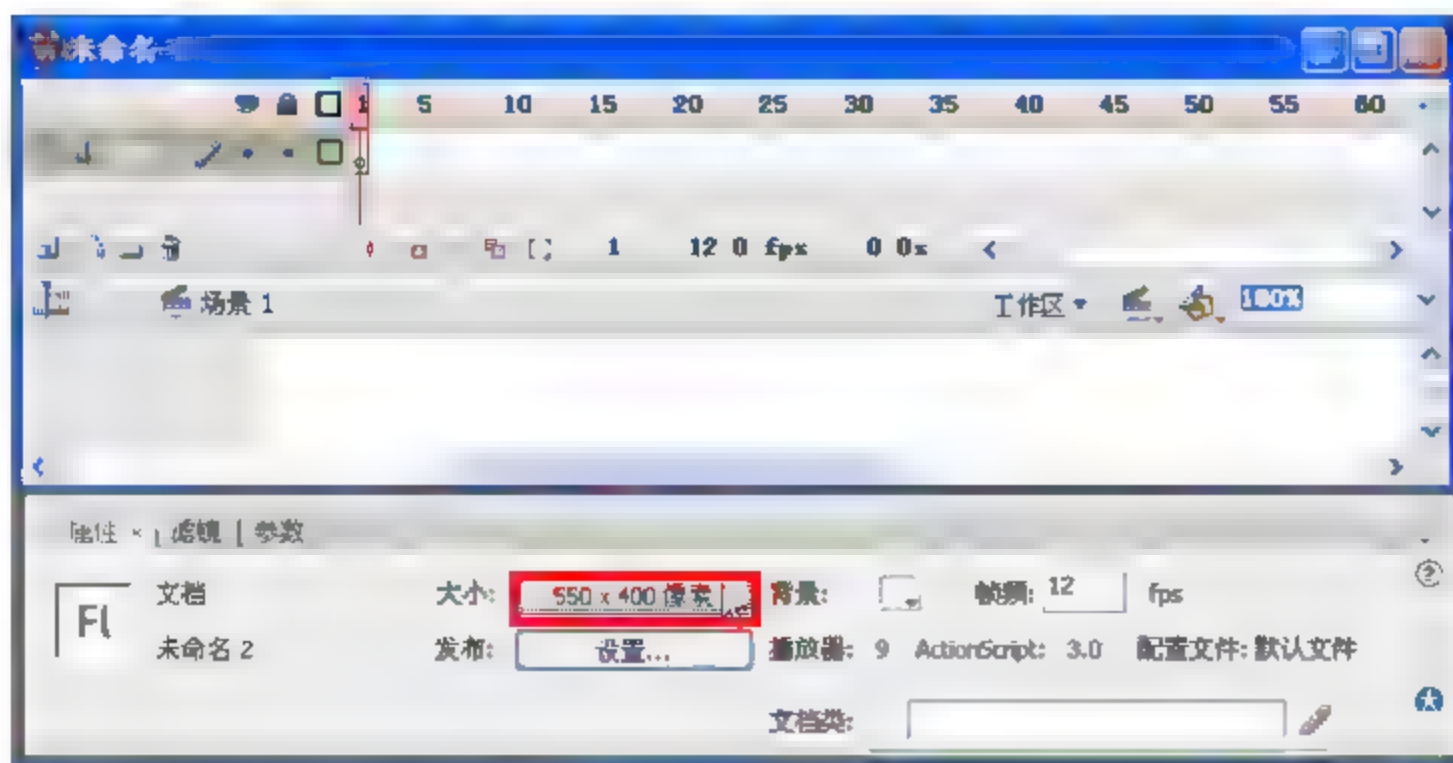 未命名
1 5 10 15 20 25 30 35 40 45 50 55 60
1 12 0 fps 0 0s
场景 1 工作区 100%
属性 × | 滤镜 | 参数
Fl 文档 大小: 550 x 400 像素 背景: 帧频: 12 fps
未命名 2 发布: 设置... 播放器: 9 ActionScript: 3.0 配置文件: 默认文件
文档类: